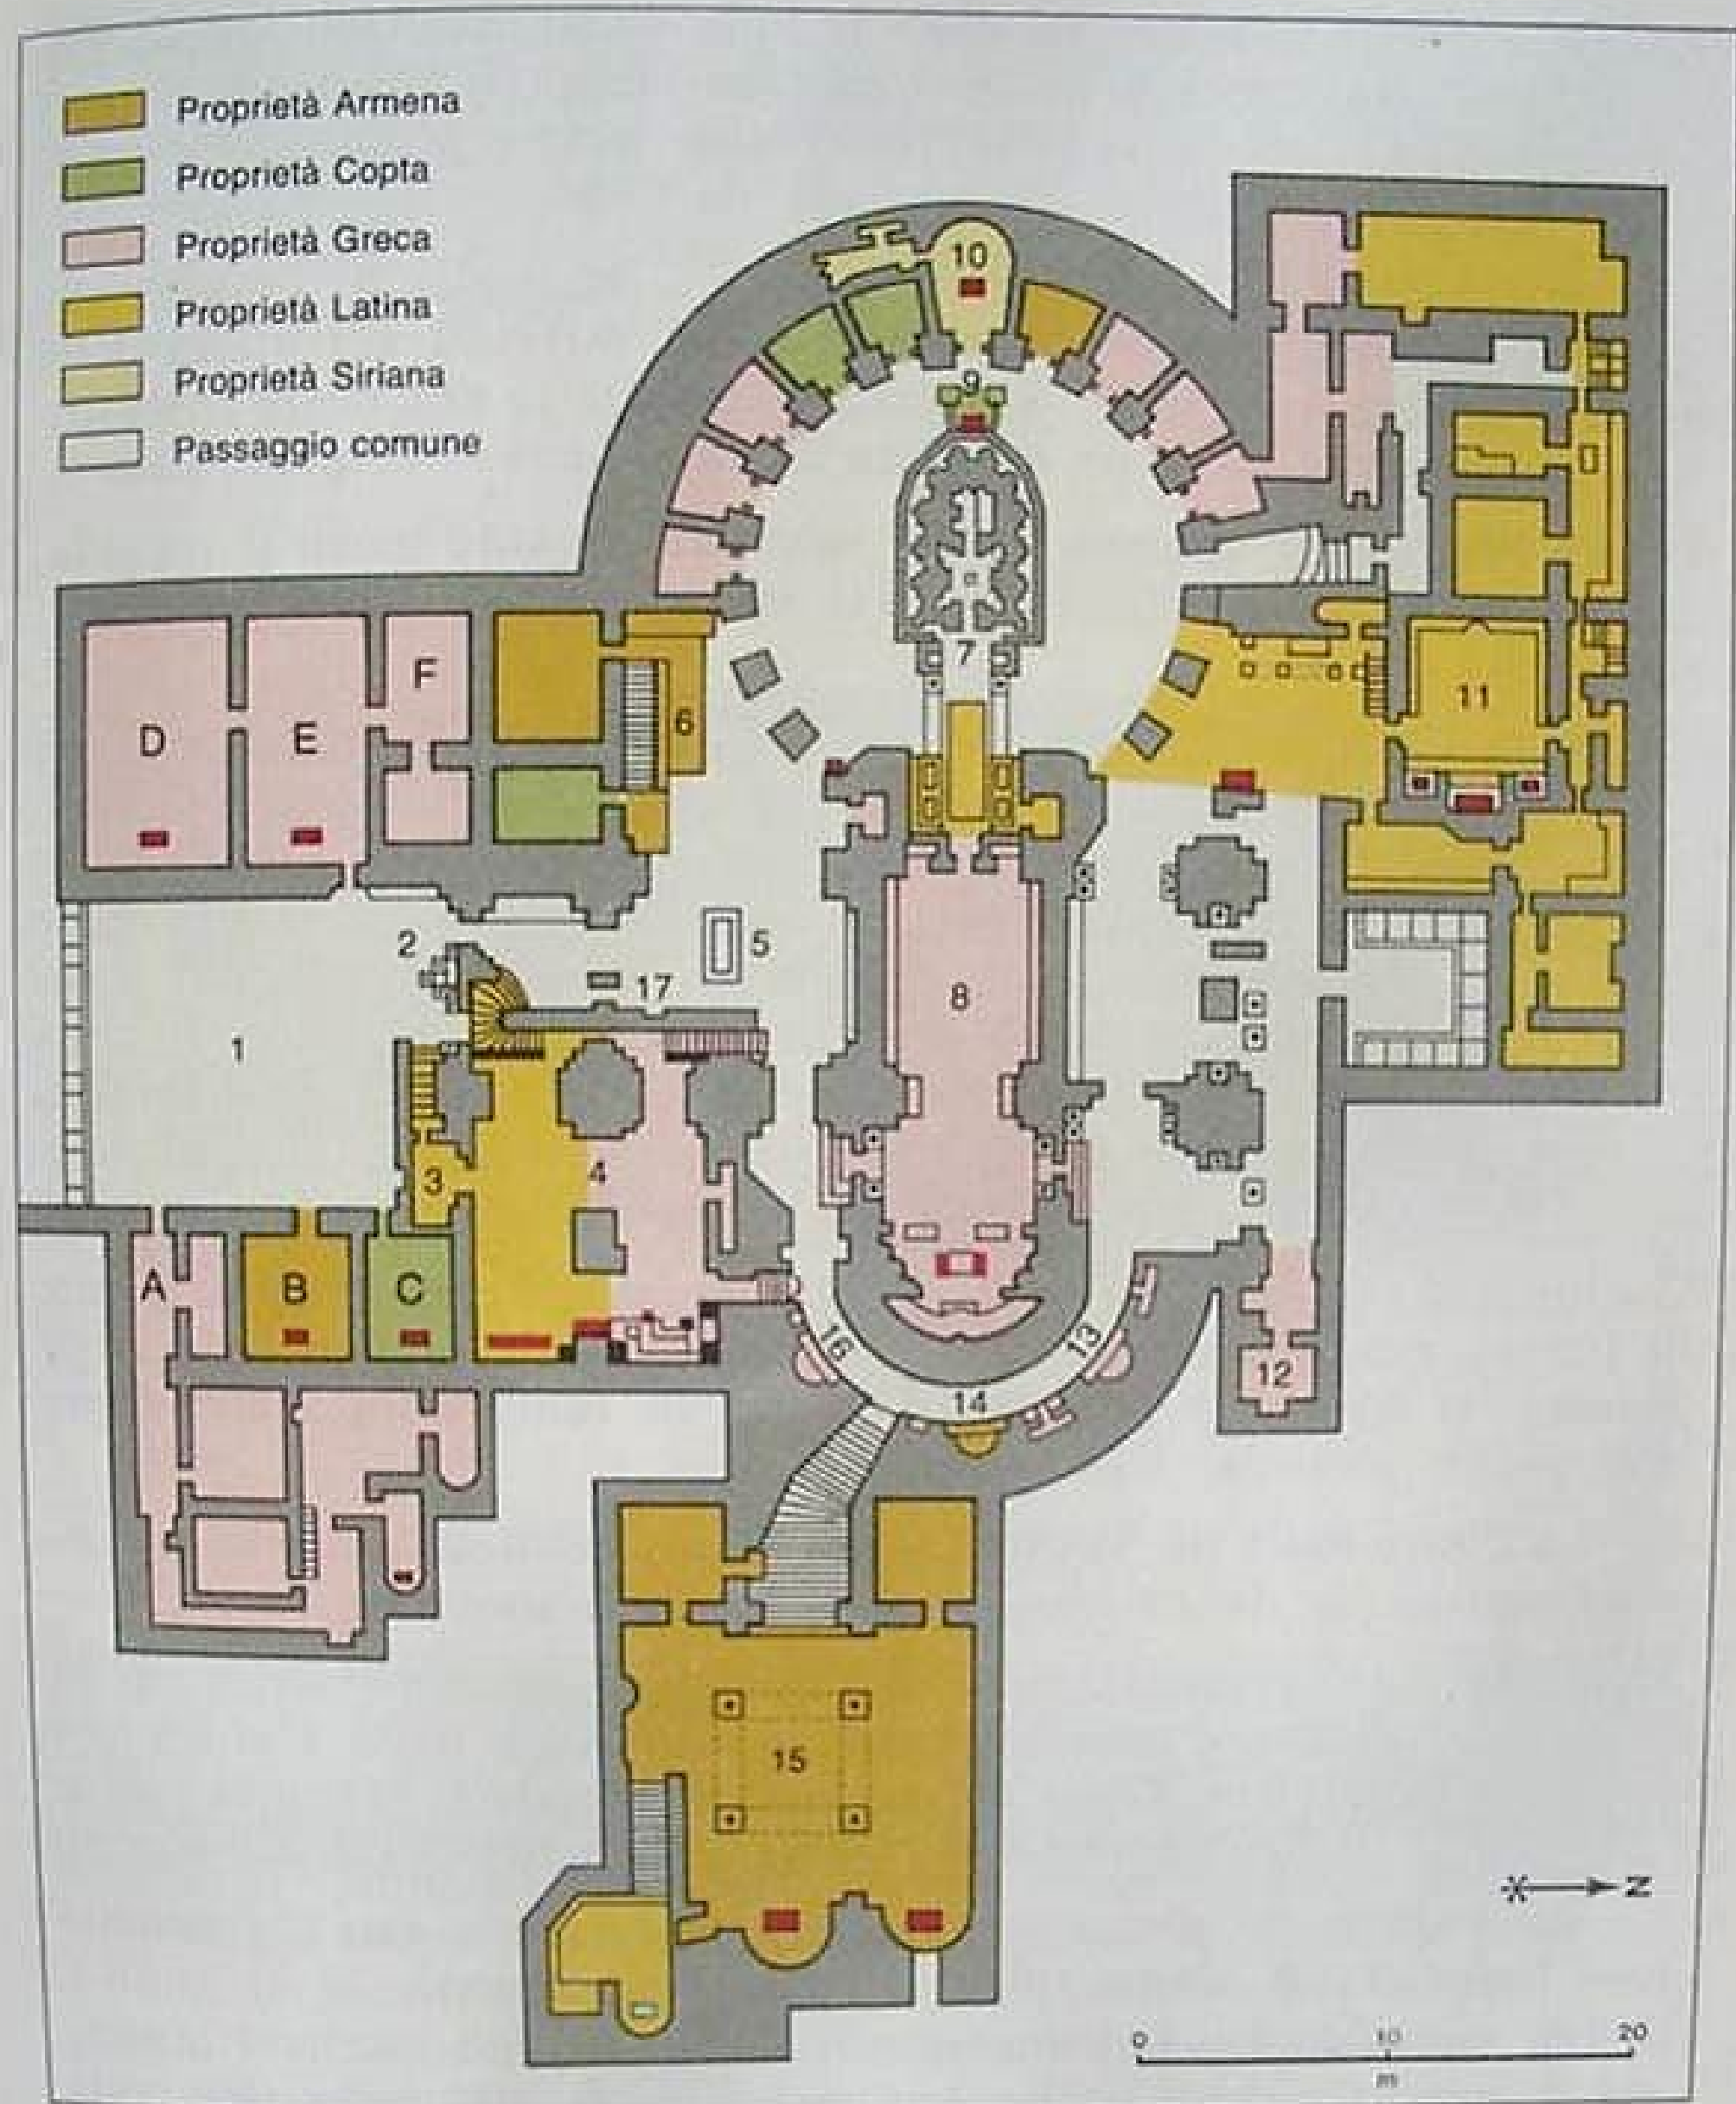 Proprietà Armena
Proprietà Copta
Proprietà Greca
Proprietà Latina
Proprietà Siriana
Passaggio comune
10
9
1
7
11
6
D
E
F
2
5
17
8
1
3
4
A
B
C
16
13
12
14
15
N
0 10 20
m